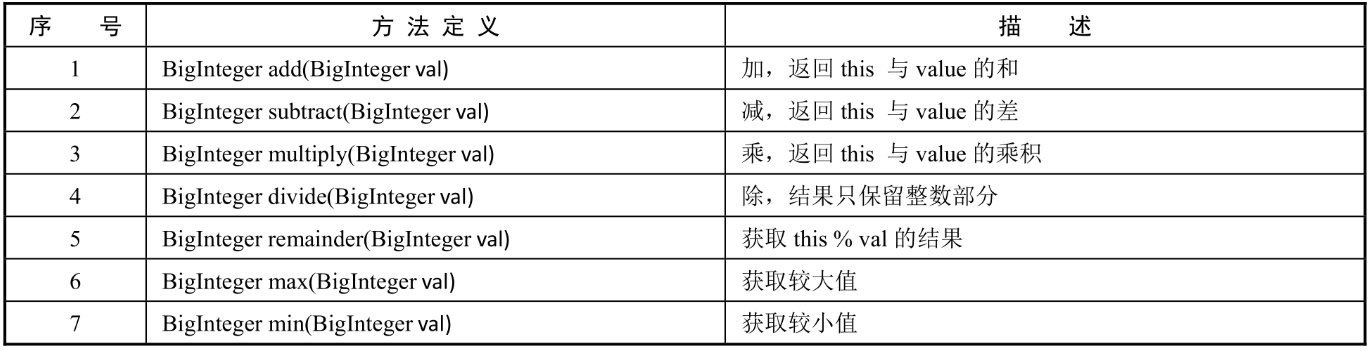 序 号 方 法 定 义 描 述
1 BigInteger add(BigInteger val) 加，返回 this 与 value 的和
2 BigInteger subtract(BigInteger val) 减，返回 this 与 value 的差
3 BigInteger multiply(BigInteger val) 乘，返回 this 与 value 的乘积
4 BigInteger divide(BigInteger val) 除，结果只保留整数部分
5 BigInteger remainder(BigInteger val) 获取 this % val 的结果
6 BigInteger max(BigInteger val) 获取较大值
7 BigInteger min(BigInteger val) 获取较小值